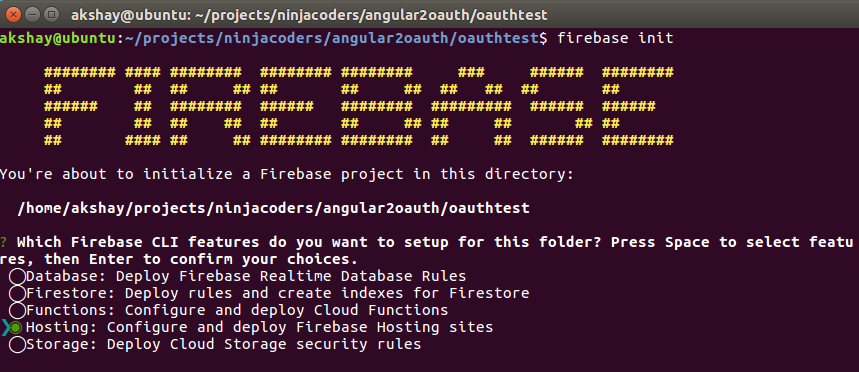 akshay@ubuntu: ~/projects/ninjacoders/angular2oauth/oauthtest
akshay@ubuntu:~/projects/ninjacoders/angular2oauth/oauthtest$ firebase init
######## #### ########  ######## ########     ###     ######  ########
##        ##  ##     ## ##       ##     ##  ##   ##  ##       ##
######    ##  ########  ######   ########  #########  ######  ######
##        ##  ##    ##  ##       ##     ## ##     ##       ## ##
##       #### ##     ## ######## ########  ##     ##  ######  ########
You're about to initialize a Firebase project in this directory:
/home/akshay/projects/ninjacoders/angular2oauth/oauthtest
? Which Firebase CLI features do you want to setup for this folder? Press Space to select featu
res, then Enter to confirm your choices.
◯Database: Deploy Firebase Realtime Database Rules
◯Firestore: Deploy rules and create indexes for Firestore
◯Functions: Configure and deploy Cloud Functions
❯◉Hosting: Configure and deploy Firebase Hosting sites
◯Storage: Deploy Cloud Storage security rules